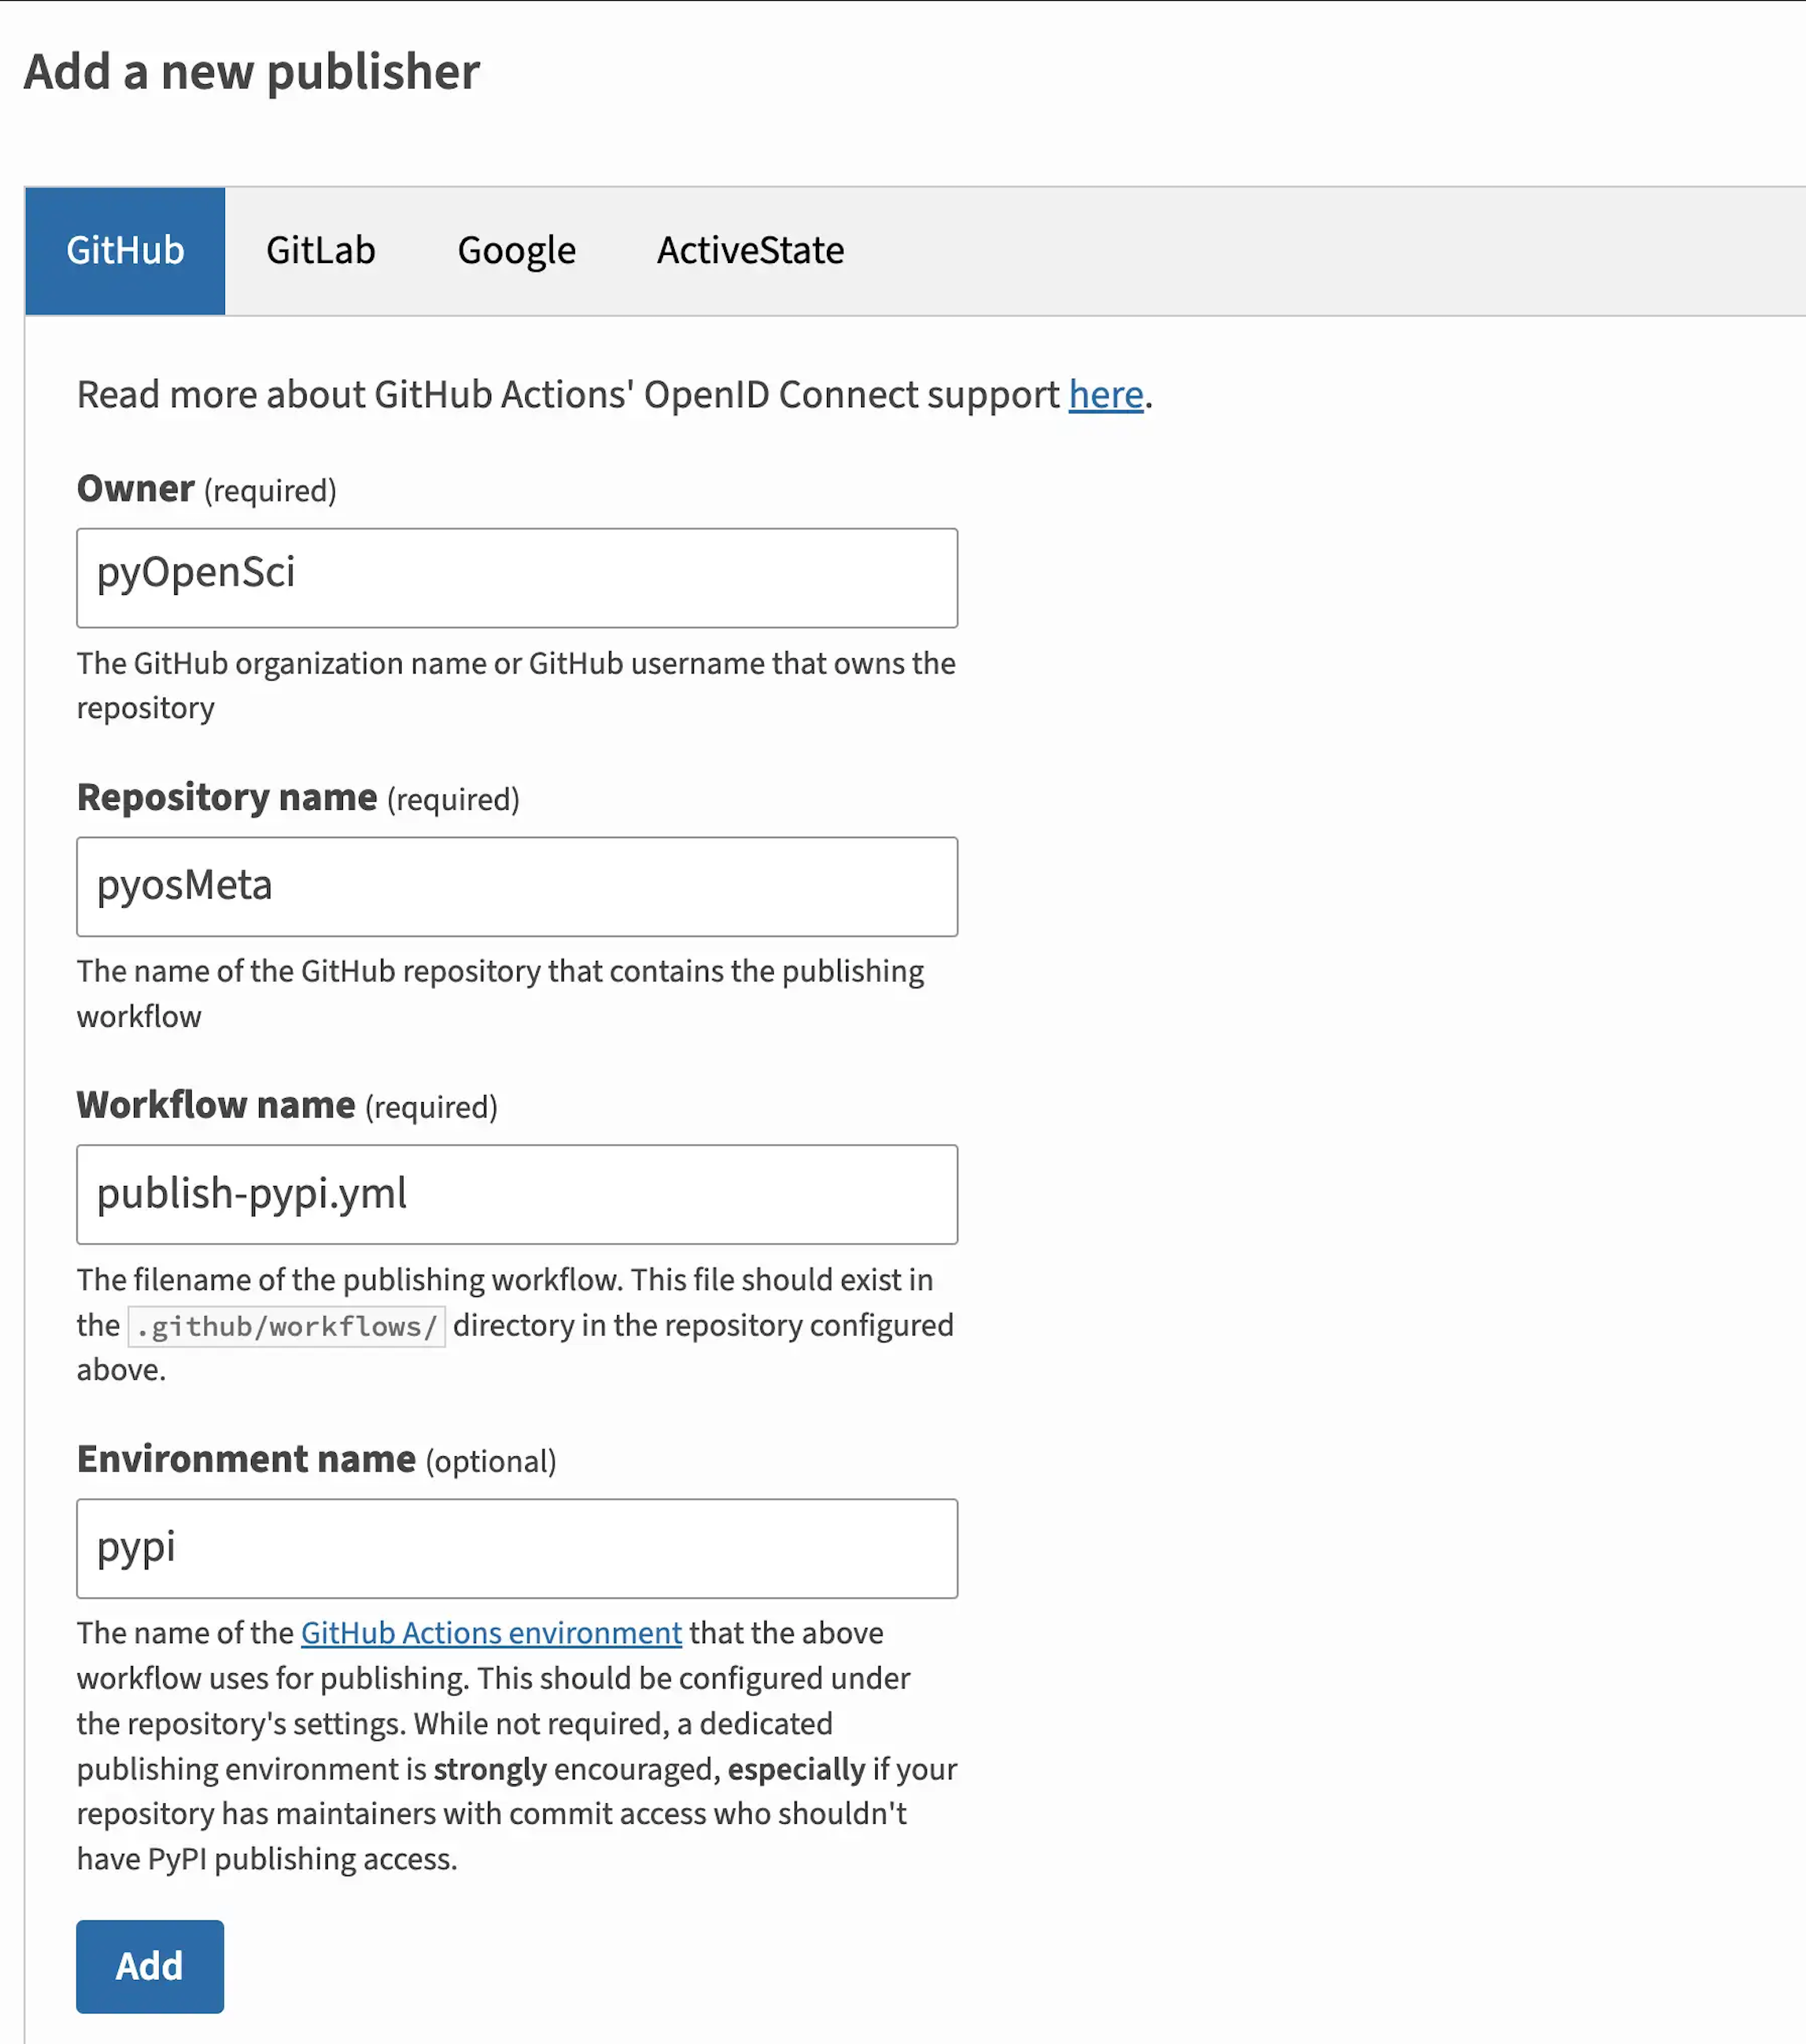 Add a new publisher
GitHub GitLab Google ActiveState
Read more about GitHub Actions' OpenID Connect support here.
Owner (required)
pyOpenSci
The GitHub organization name or GitHub username that owns the
repository
Repository name (required)
pyosMeta
The name of the GitHub repository that contains the publishing
workflow
Workflow name (required)
publish-pypi.yml
The filename of the publishing workflow. This file should exist in
the .github/workflows/ directory in the repository configured
above.
Environment name (optional)
pypi
The name of the GitHub Actions environment that the above
workflow uses for publishing. This should be configured under
the repository's settings. While not required, a dedicated
publishing environment is strongly encouraged, especially if your
repository has maintainers with commit access who shouldn't
have PyPI publishing access.
Add